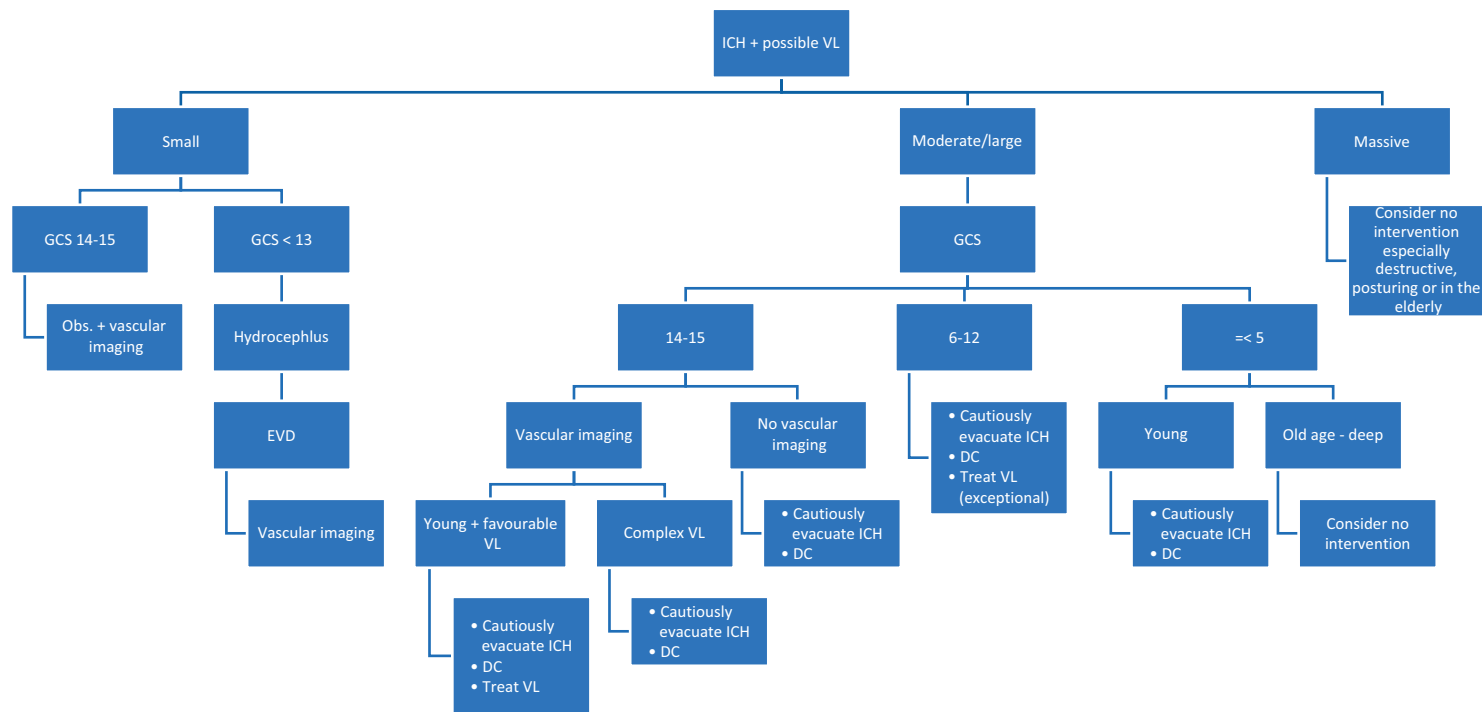 ICH + possible VL
Small
Moderate/large
Massive
GCS 14-15
GCS < 13
GCS
Consider no
intervention
especially
destructive,
posturing or in the
elderly
Obs. + vascular
imaging
Hydrocephlus
14-15
6-12
=< 5
EVD
Vascular imaging
No vascular
imaging
• Cautiously
evacuate ICH
• DC
• Treat VL
(exceptional)
Young
Old age - deep
Vascular imaging
Young + favourable
VL
Complex VL
• Cautiously
evacuate ICH
• DC
• Cautiously
evacuate ICH
• DC
Consider no
intervention
• Cautiously
evacuate ICH
• DC
• Treat VL
• Cautiously
evacuate ICH
• DC